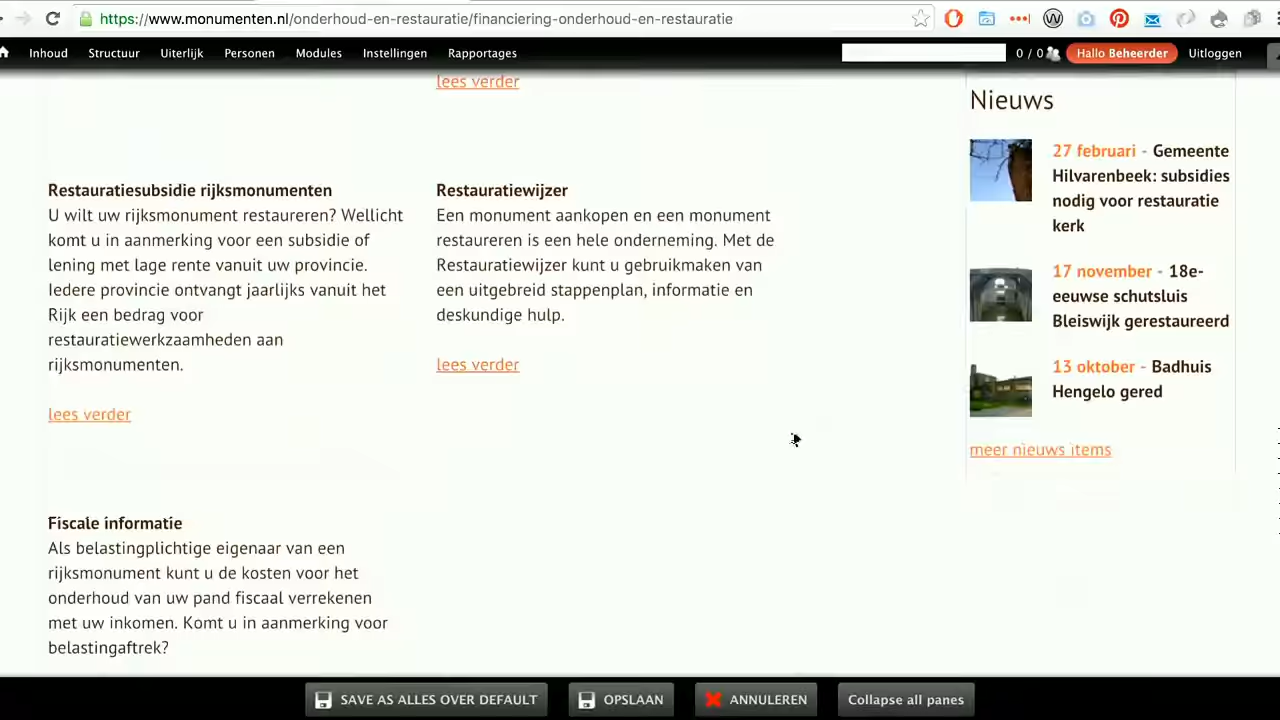 https://www.monumenten.nl/onderhoud-en-restauratie/financiering-onderhoud-en-restauratie
Inhoud Structuur Uiterlijk Personen Modules Instellingen Rapportages 0 / 0 Hallo Beheerder Uitloggen
lees verder
Restauratiesubsidie rijksmonumenten
U wilt uw rijksmonument restaureren? Wellicht
komt u in aanmerking voor een subsidie of
lening met lage rente vanuit uw provincie.
Iedere provincie ontvangt jaarlijks vanuit het
Rijk een bedrag voor
restauratiewerkzaamheden aan
rijksmonumenten.
lees verder
Restauratiewijzer
Een monument aankopen en een monument
restaureren is een hele onderneming. Met de
Restauratiewijzer kunt u gebruikmaken van
een uitgebreid stappenplan, informatie en
deskundige hulp.
lees verder
Fiscale informatie
Als belastingplichtige eigenaar van een
rijksmonument kunt u de kosten voor het
onderhoud van uw pand fiscaal verrekenen
met uw inkomen. Komt u in aanmerking voor
belastingaftrek?
Nieuws
27 februari - Gemeente
Hilvarenbeek: subsidies
nodig voor restauratie
kerk
17 november - 18e-
eeuwse schutsluis
Bleiswijk gerestaureerd
13 oktober - Badhuis
Hengelo gered
meer nieuws items
SAVE AS ALLES OVER DEFAULT OPSLAAN ANNULEREN Collapse all panes